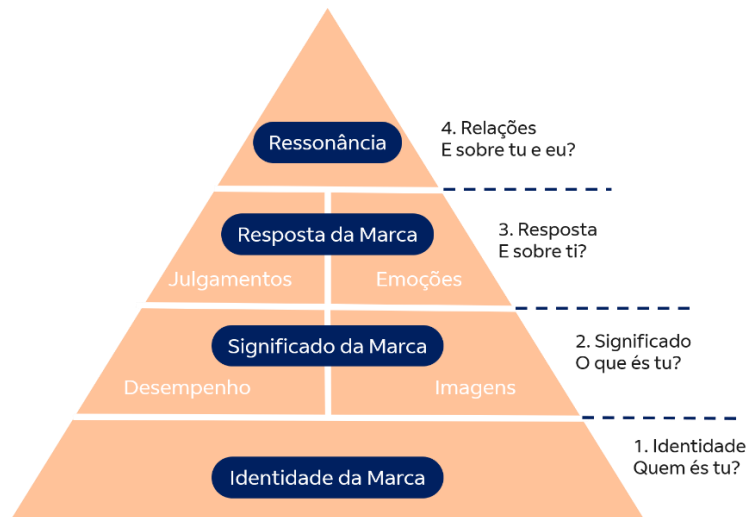 Ressonância
4. Relações
E sobre tu e eu?
Resposta da Marca
Julgamentos
Emoções
3. Resposta
E sobre ti?
Significado da Marca
Desempenho
Imagens
2. Significado
O que és tu?
Identidade da Marca
1. Identidade
Quem és tu?